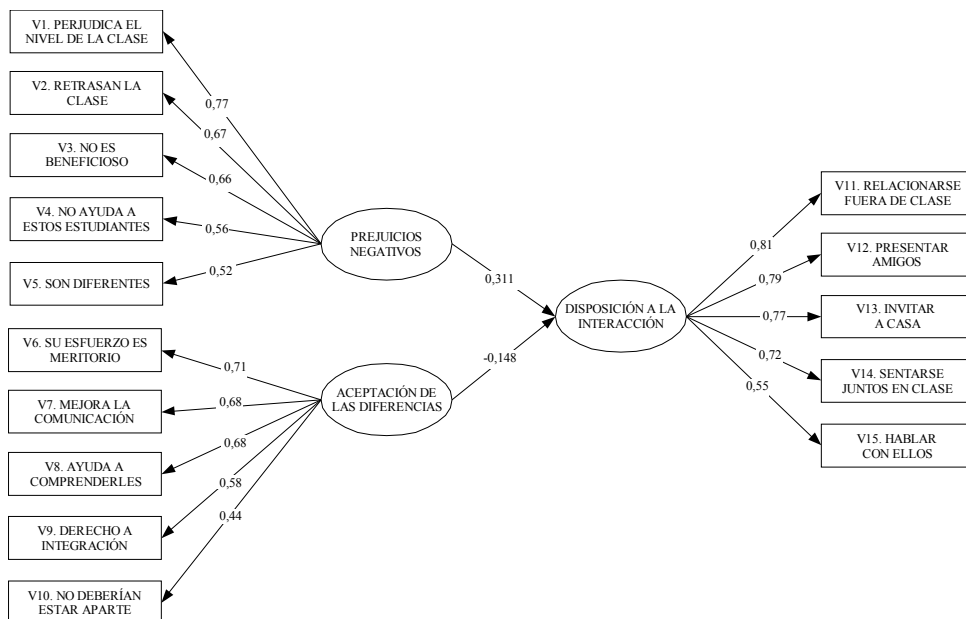 V1. PERJUDICA EL
NIVEL DE LA CLASE
V2. RETRASAN LA
CLASE
V3. NO ES
BENEFICIOSO
V4. NO AYUDA A
ESTOS ESTUDIANTES
V5. SON DIFERENTES
V6. SU ESFUERZO ES
MERITORIO
V7. MEJORA LA
COMUNICACIÓN
V8. AYUDA A
COMPRENDERLES
V9. DERECHO A
INTEGRACIÓN
V10. NO DEBERÍAN
ESTAR APARTE
0,77
0,67
0,66
0,56
0,52
0,71
0,68
0,68
0,58
0,44
PREJUICIOS
NEGATIVOS
ACEPTACIÓN DE
LAS DIFERENCIAS
0,311
-0,148
DISPOSICIÓN A LA
INTERACCIÓN
0,81
0,79
0,77
0,72
0,55
V11. RELACIONARSE
FUERA DE CLASE
V12. PRESENTAR
AMIGOS
V13. INVITAR
A CASA
V14. SENTARSE
JUNTOS EN CLASE
V15. HABLAR
CON ELLOS